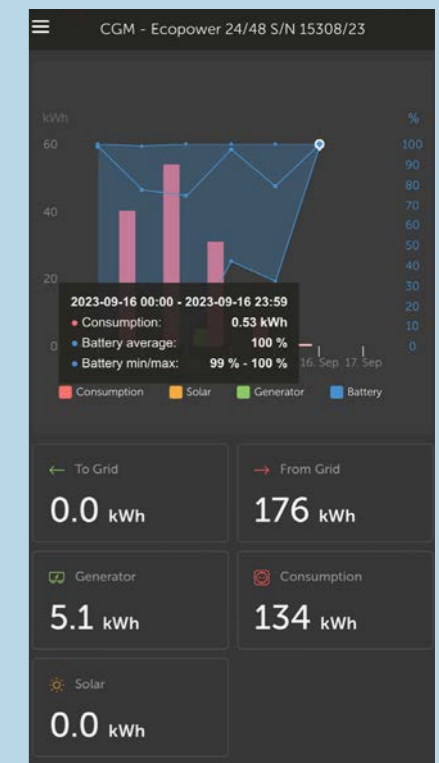 CGM - Ecopower 24/48 S/N 15308/23
kWh %
60 100
90
80
40 70
60
50
20 40
30
20
10
0 0
2023-09-16 00:00 - 2023-09-16 23:59
Consumption: 0.53 kWh
Battery average: 100 %
Battery min/max: 99 % - 100 %
16. Sep 17. Sep
Consumption Solar Generator Battery
← To Grid → From Grid
0.0 kWh 176 kWh
Generator Consumption
5.1 kWh 134 kWh
Solar
0.0 kWh